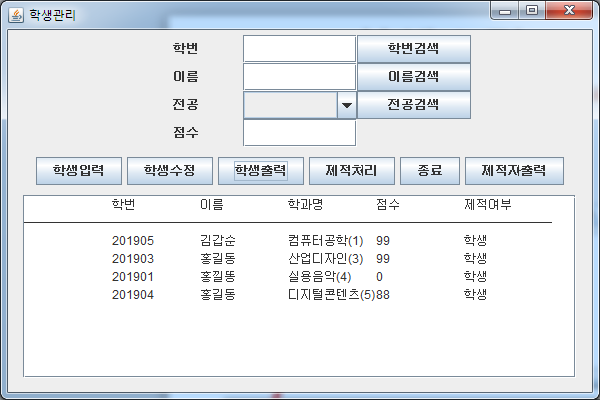 학생관리
학번 학번검색
이름 이름검색
전공 전공검색
점수
학생입력 학생수정 학생출력 제적처리 종료 제적자출력
학번 이름 학과명 점수 제적여부
201905 김갑순 컴퓨터공학(1) 99 학생
201903 홍길동 산업디자인(3) 99 학생
201901 홍낄똥 실용음악(4) 0 학생
201904 홍길동 디지털콘텐츠(5) 88 학생